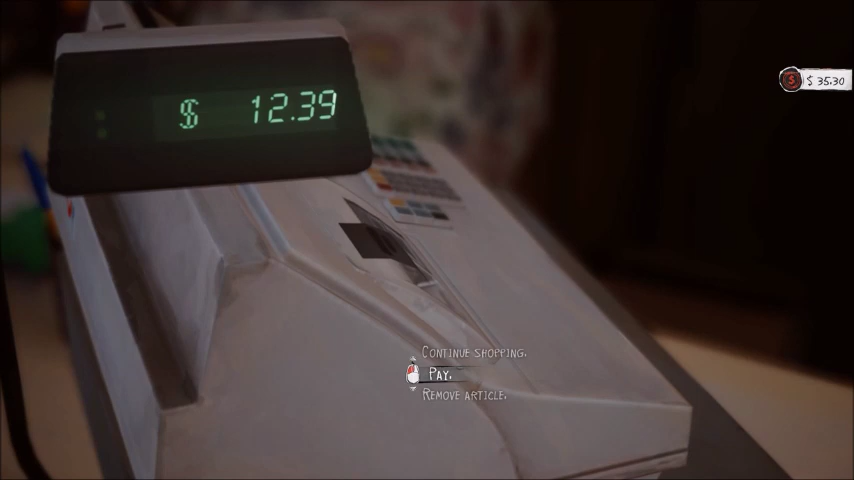 $ 12.39
$ 35.30
CONTINUE SHOPPING.
PAY.
REMOVE ARTICLE.